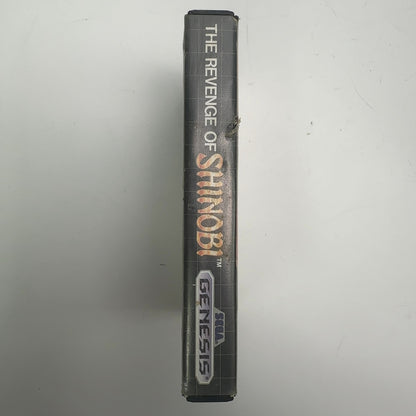 THE REVENGE OF SHINOBI™
SEGA
GENESIS